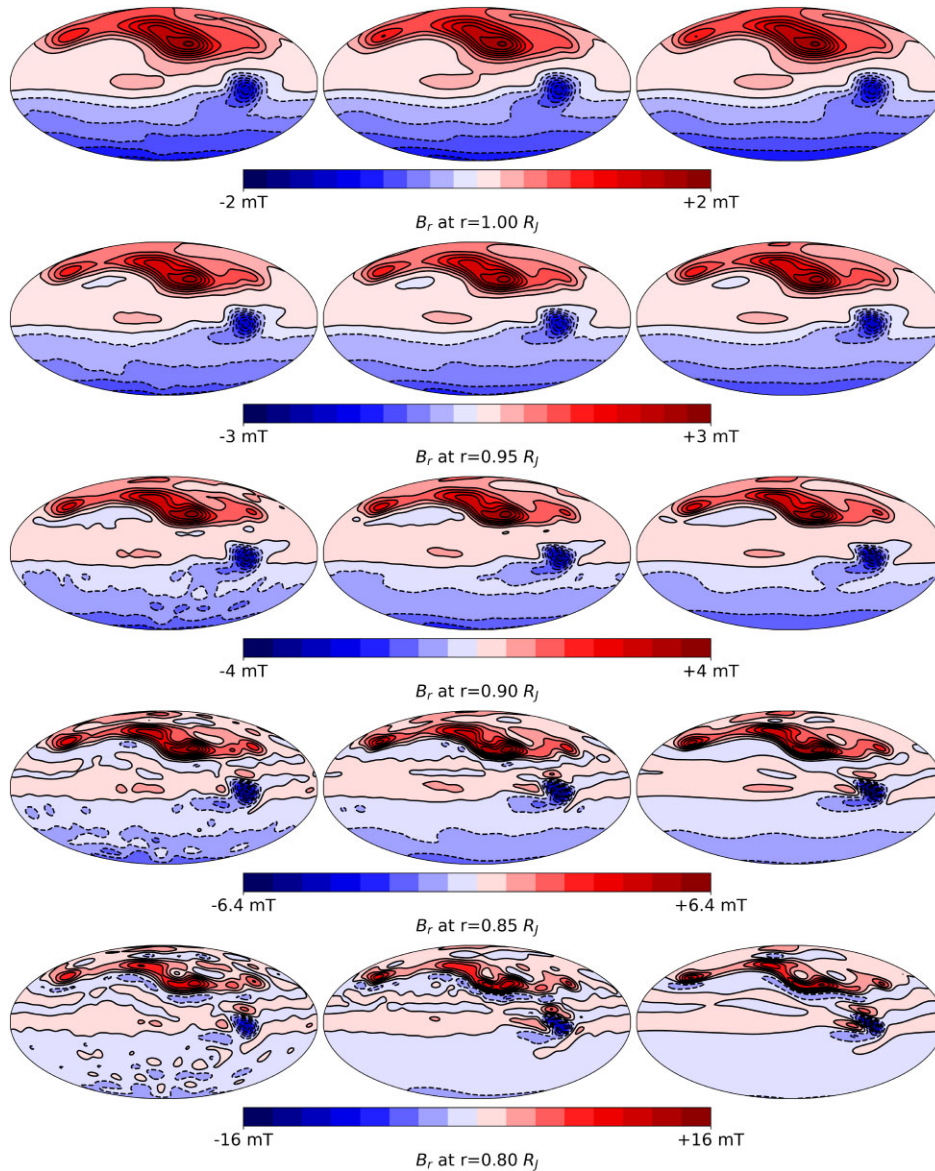 -2 mT +2 mT
B_r at r=1.00 R_J
-3 mT +3 mT
B_r at r=0.95 R_J
-4 mT +4 mT
B_r at r=0.90 R_J
-6.4 mT +6.4 mT
B_r at r=0.85 R_J
-16 mT +16 mT
B_r at r=0.80 R_J